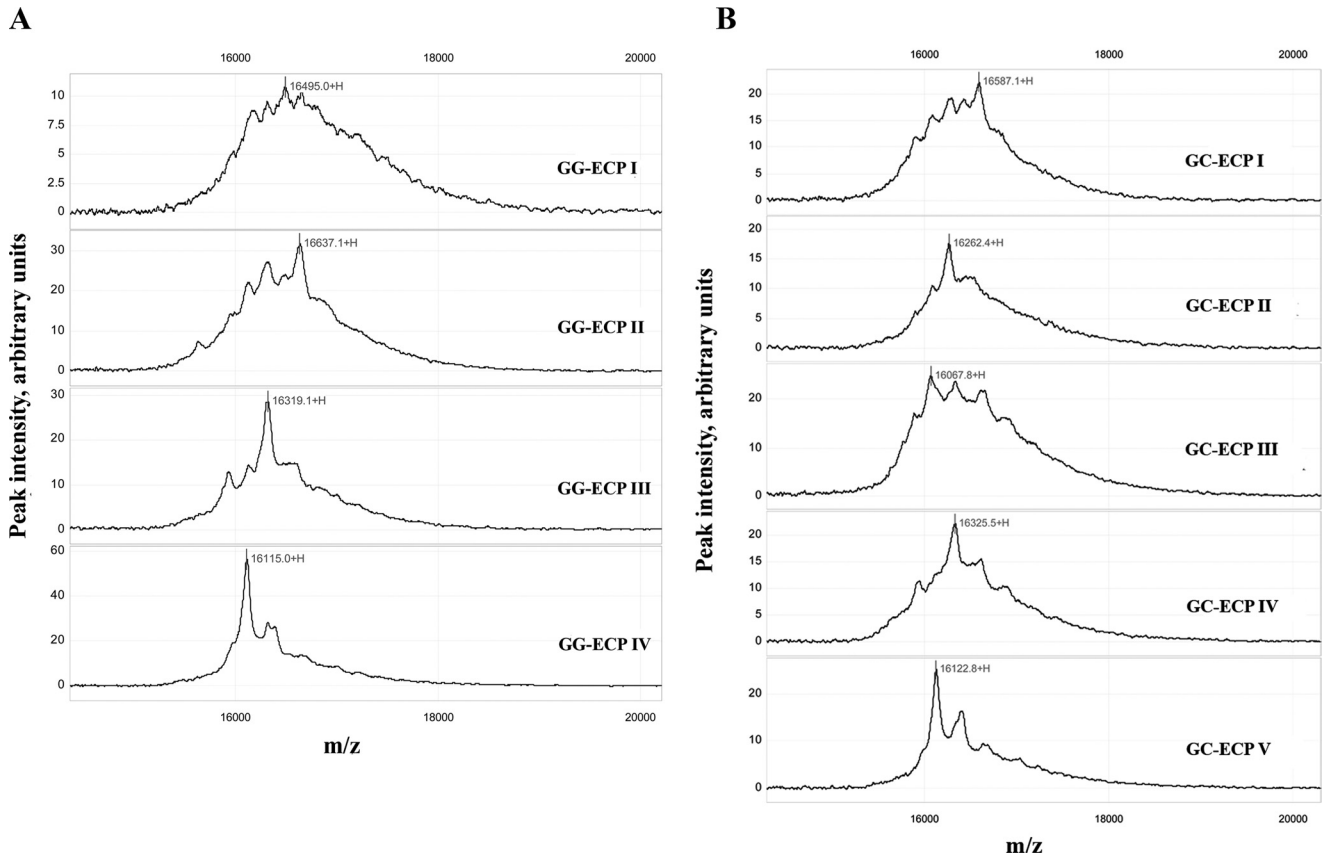 A
16000 18000 20000
10
7.5
5
2.5
0
16495.0+H
GG-ECP I
30
20
10
0
16637.1+H
GG-ECP II
30
20
10
0
16319.1+H
GG-ECP III
60
40
20
0
16115.0+H
GG-ECP IV
16000 18000 20000
m/z
Peak intensity, arbitrary units
B
16000 18000 20000
20
15
10
5
0
16587.1+H
GC-ECP I
20
15
10
5
0
16262.4+H
GC-ECP II
20
10
0
16067.8+H
GC-ECP III
20
15
10
5
0
16325.5+H
GC-ECP IV
20
10
0
16122.8+H
GC-ECP V
16000 18000 20000
m/z
Peak intensity, arbitrary units